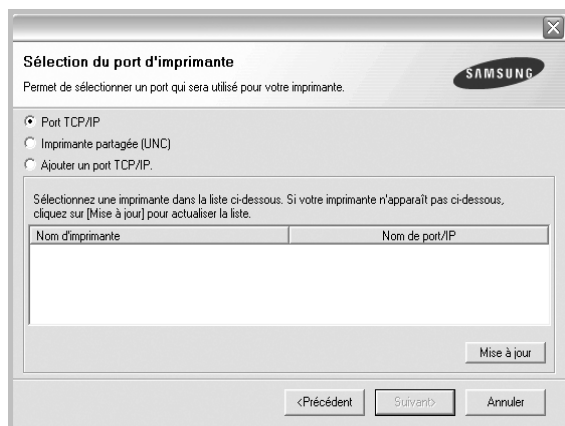 Sélection du port d'imprimante
Permet de sélectionner un port qui sera utilisé pour votre imprimante.
SAMSUNG
Port TCP/IP
Imprimante partagée (UNC)
Ajouter un port TCP/IP.
Sélectionnez une imprimante dans la liste ci-dessous. Si votre imprimante n'apparaît pas ci-dessous,
cliquez sur [Mise à jour] pour actualiser la liste.
Nom d'imprimante Nom de port/IP
Mise à jour
<Précédent Suivant> Annuler